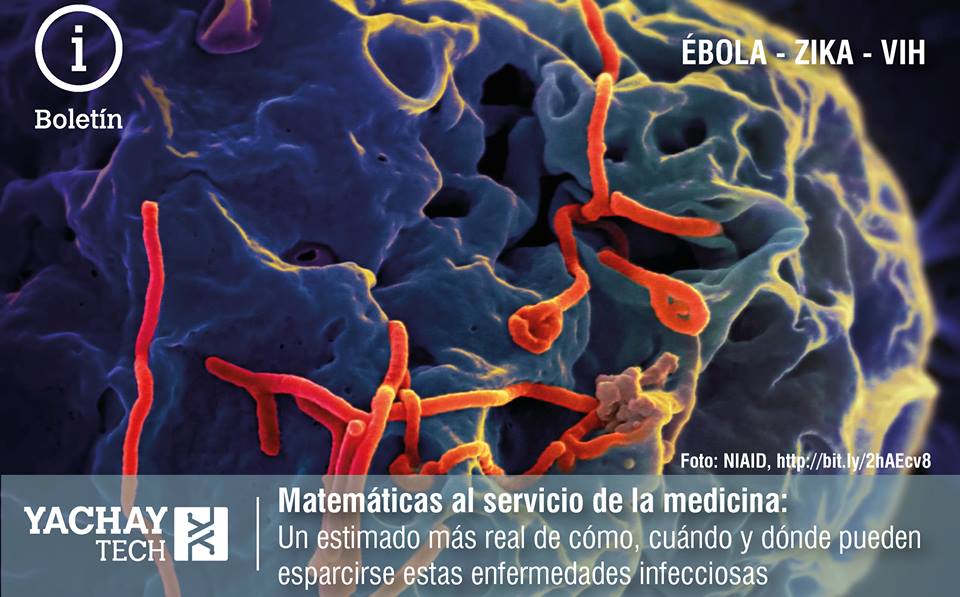 i
Boletín
ÉBOLA - ZIKA - VIH
Foto: NIAID, http://bit.ly/2hAEcv8
YACHAY
TECH
Matemáticas al servicio de la medicina:
Un estimado más real de cómo, cuándo y dónde pueden
esparcirse estas enfermedades infecciosas